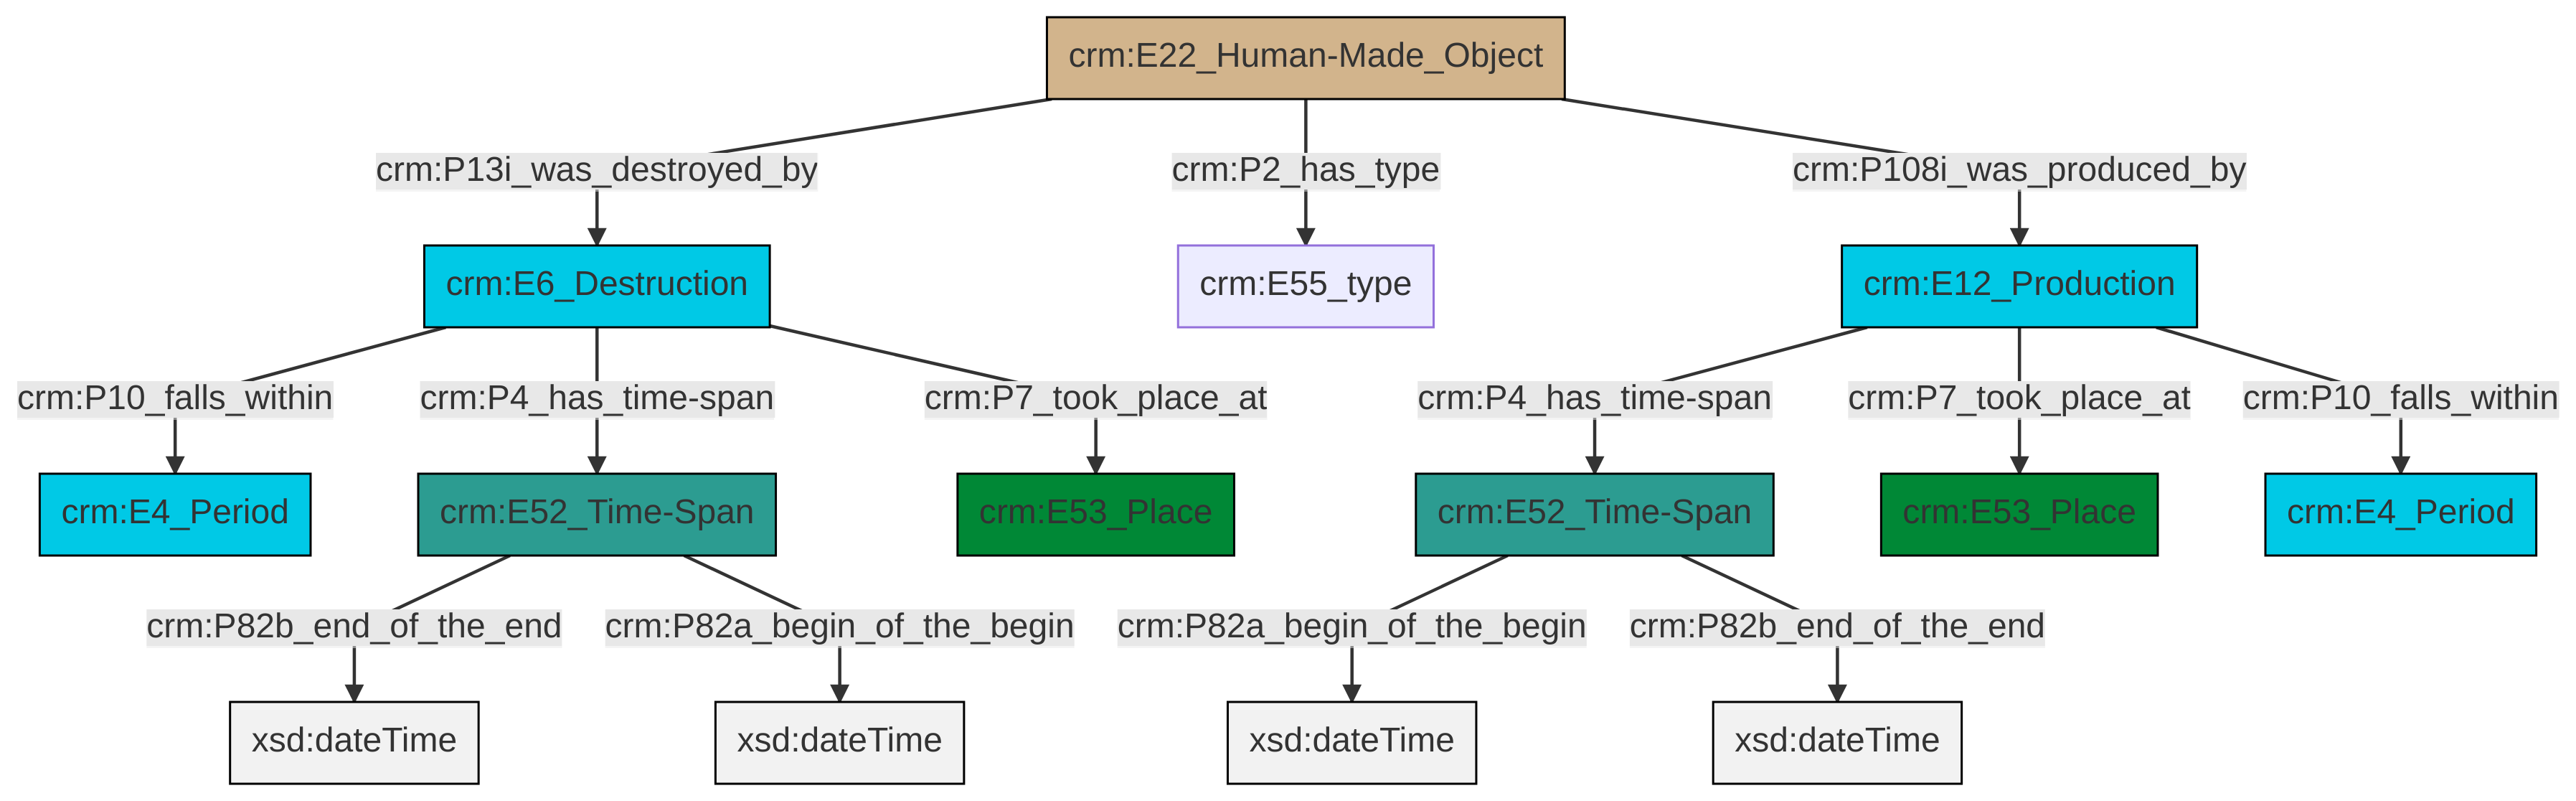 crm:E22_Human-Made_Object
crm:P13i_was_destroyed_by
crm:P2_has_type
crm:P108i_was_produced_by
crm:E6_Destruction
crm:E55_type
crm:E12_Production
crm:P10_falls_within
crm:P4_has_time-span
crm:P7_took_place_at
crm:P4_has_time-span
crm:P7_took_place_at
crm:P10_falls_within
crm:E4_Period
crm:E52_Time-Span
crm:E53_Place
crm:E52_Time-Span
crm:E53_Place
crm:E4_Period
crm:P82b_end_of_the_end
crm:P82a_begin_of_the_begin
crm:P82a_begin_of_the_begin
crm:P82b_end_of_the_end
xsd:dateTime
xsd:dateTime
xsd:dateTime
xsd:dateTime